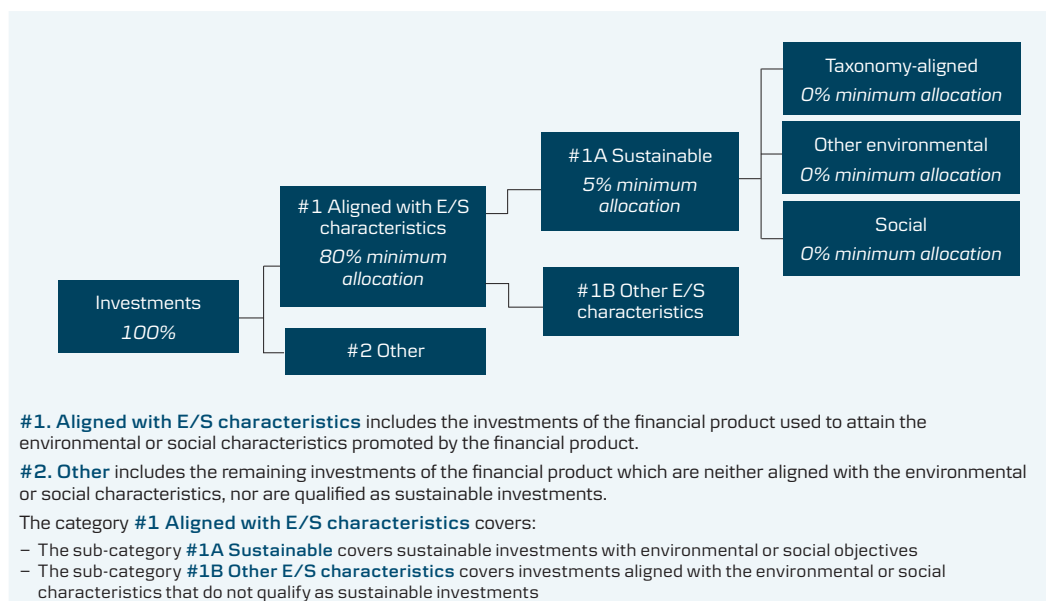 Investments
100%
#1 Aligned with E/S
characteristics
80% minimum
allocation
#2 Other
#1A Sustainable
5% minimum
allocation
#1B Other E/S
characteristics
Taxonomy-aligned
0% minimum allocation
Other environmental
0% minimum allocation
Social
0% minimum allocation
#1. Aligned with E/S characteristics includes the investments of the financial product used to attain the
environmental or social characteristics promoted by the financial product.
#2. Other includes the remaining investments of the financial product which are neither aligned with the environmental
or social characteristics, nor are qualified as sustainable investments.
The category #1 Aligned with E/S characteristics covers:
– The sub-category #1A Sustainable covers sustainable investments with environmental or social objectives
– The sub-category #1B Other E/S characteristics covers investments aligned with the environmental or social
characteristics that do not qualify as sustainable investments